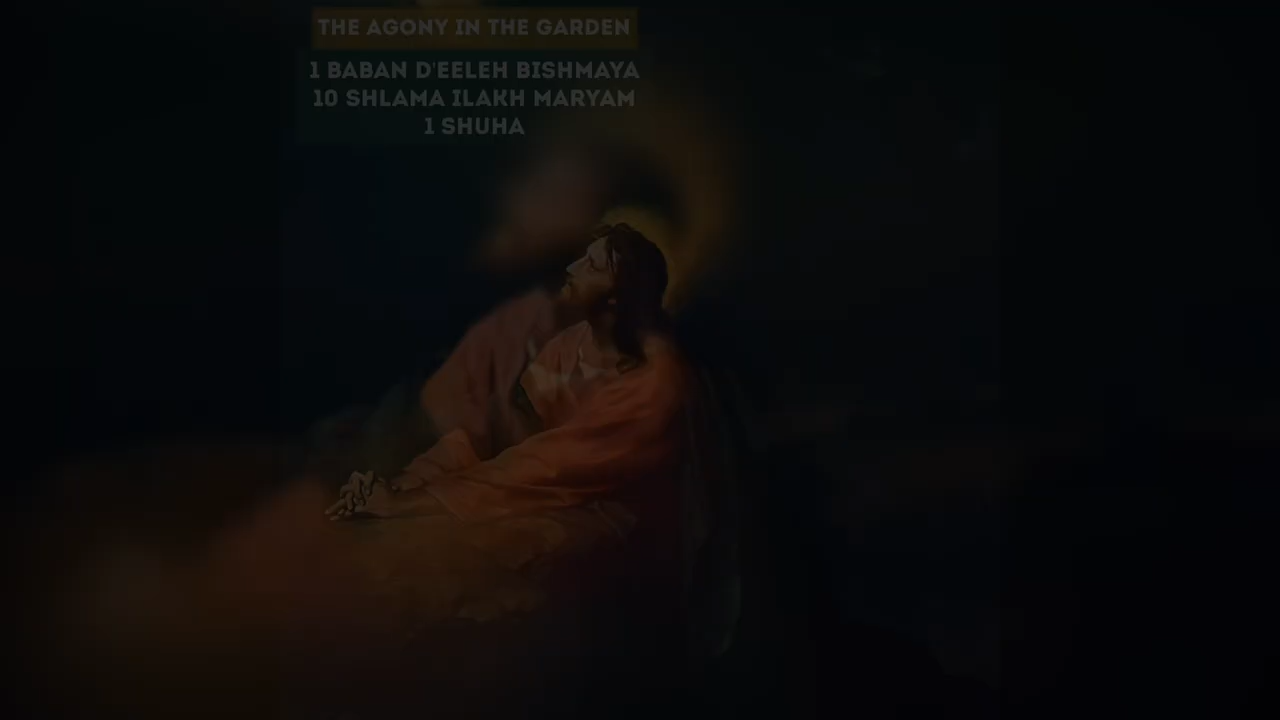 THE AGONY IN THE GARDEN
1 BABAN D'EELEH BISHMAYA
10 SHLAMA ILAKH MARYAM
1 SHUHA